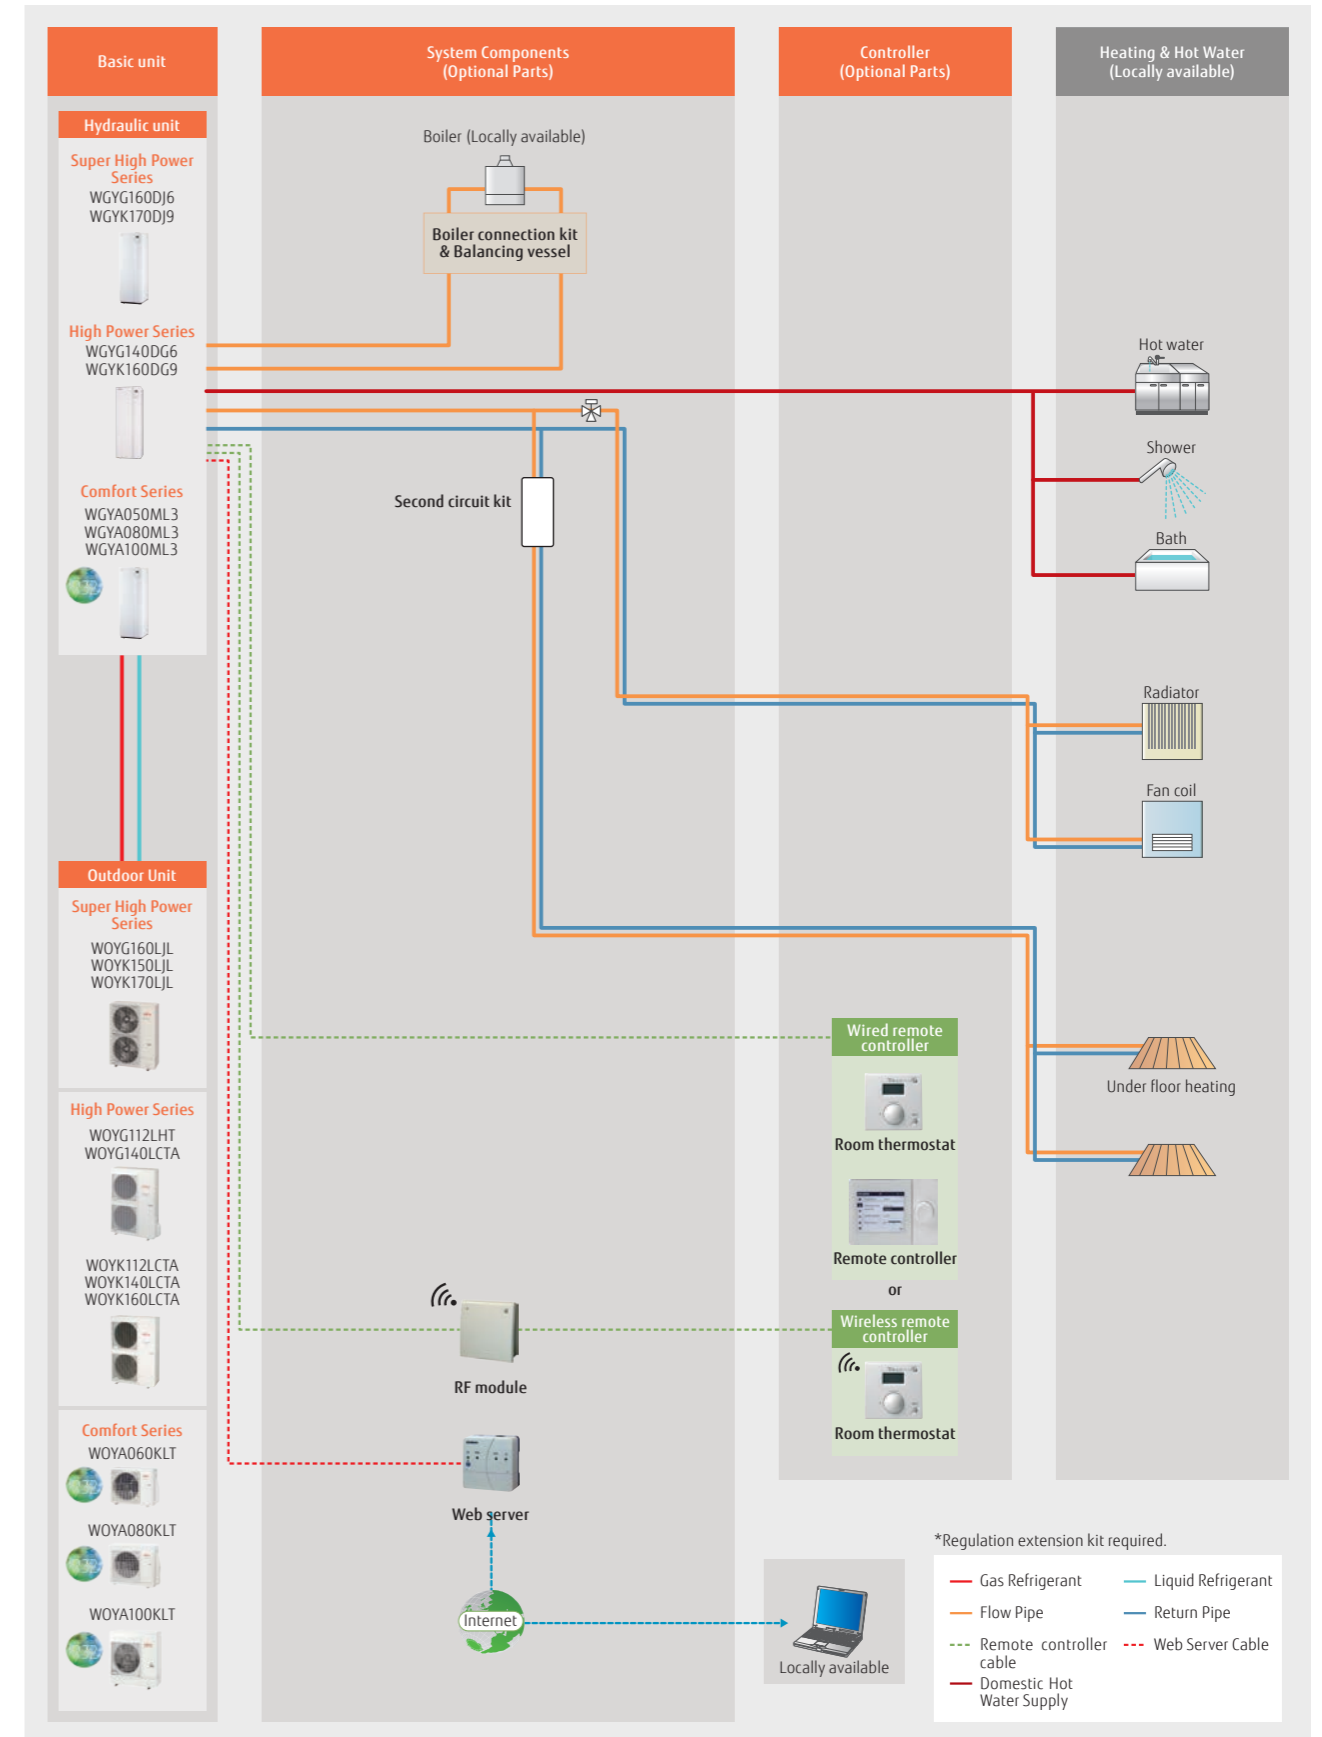 Basic unit
System Components
(Optional Parts)
Controller
(Optional Parts)
Heating & Hot Water
(Locally available)
Hydraulic unit
Super High Power
Series
WGYG160DJ6
WGYK170DJ9
High Power Series
WGYG140DG6
WGYK160DG9
Comfort Series
WGYA050ML3
WGYA080ML3
WGYA100ML3
Outdoor Unit
Super High Power
Series
WOYG160LJL
WOYK150LJL
WOYK170LJL
High Power Series
WOYG112LHT
WOYG140LCTA
WOYK112LCTA
WOYK140LCTA
WOYK160LCTA
Comfort Series
WOYA060KLT
WOYA080KLT
WOYA100KLT
Boiler (Locally available)
Boiler connection kit
& Balancing vessel
Second circuit kit
RF module
Web server
Internet
Wired remote
controller
Room thermostat
Remote controller
or
Wireless remote
controller
Room thermostat
Locally available
Hot water
Shower
Bath
Radiator
Fan coil
Under floor heating
*Regulation extension kit required.
Gas Refrigerant
Liquid Refrigerant
Flow Pipe
Return Pipe
Remote controller
cable
Web Server Cable
Domestic Hot
Water Supply